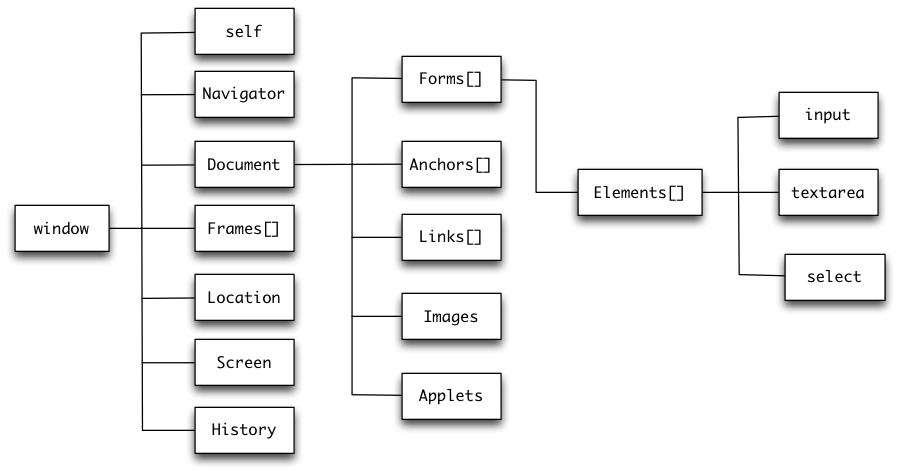 window
self
Navigator
Document
Frames[]
Location
Screen
History
Forms[]
Anchors[]
Links[]
Images
Applets
Elements[]
input
textarea
select